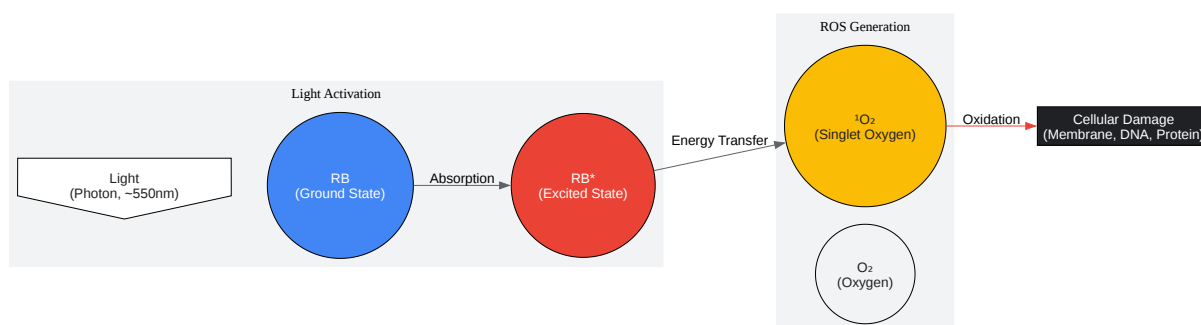 ROS Generation
Light Activation
Light
(Photon, ~550nm)
RB
(Ground State)
Absorption
RB*
(Excited State)
Energy Transfer
¹O₂
(Singlet Oxygen)
Oxidation
Cellular Damage
(Membrane, DNA, Protein)
O₂
(Oxygen)